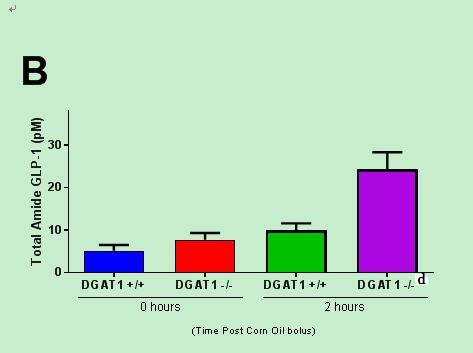 B
Total Amide GLP-1 (pM)
30
20
10
0
DGAT1 +/+ DGAT1 -/- DGAT1 +/+ DGAT1 -/- d
0 hours 2 hours
(Time Post Corn Oil bolus)